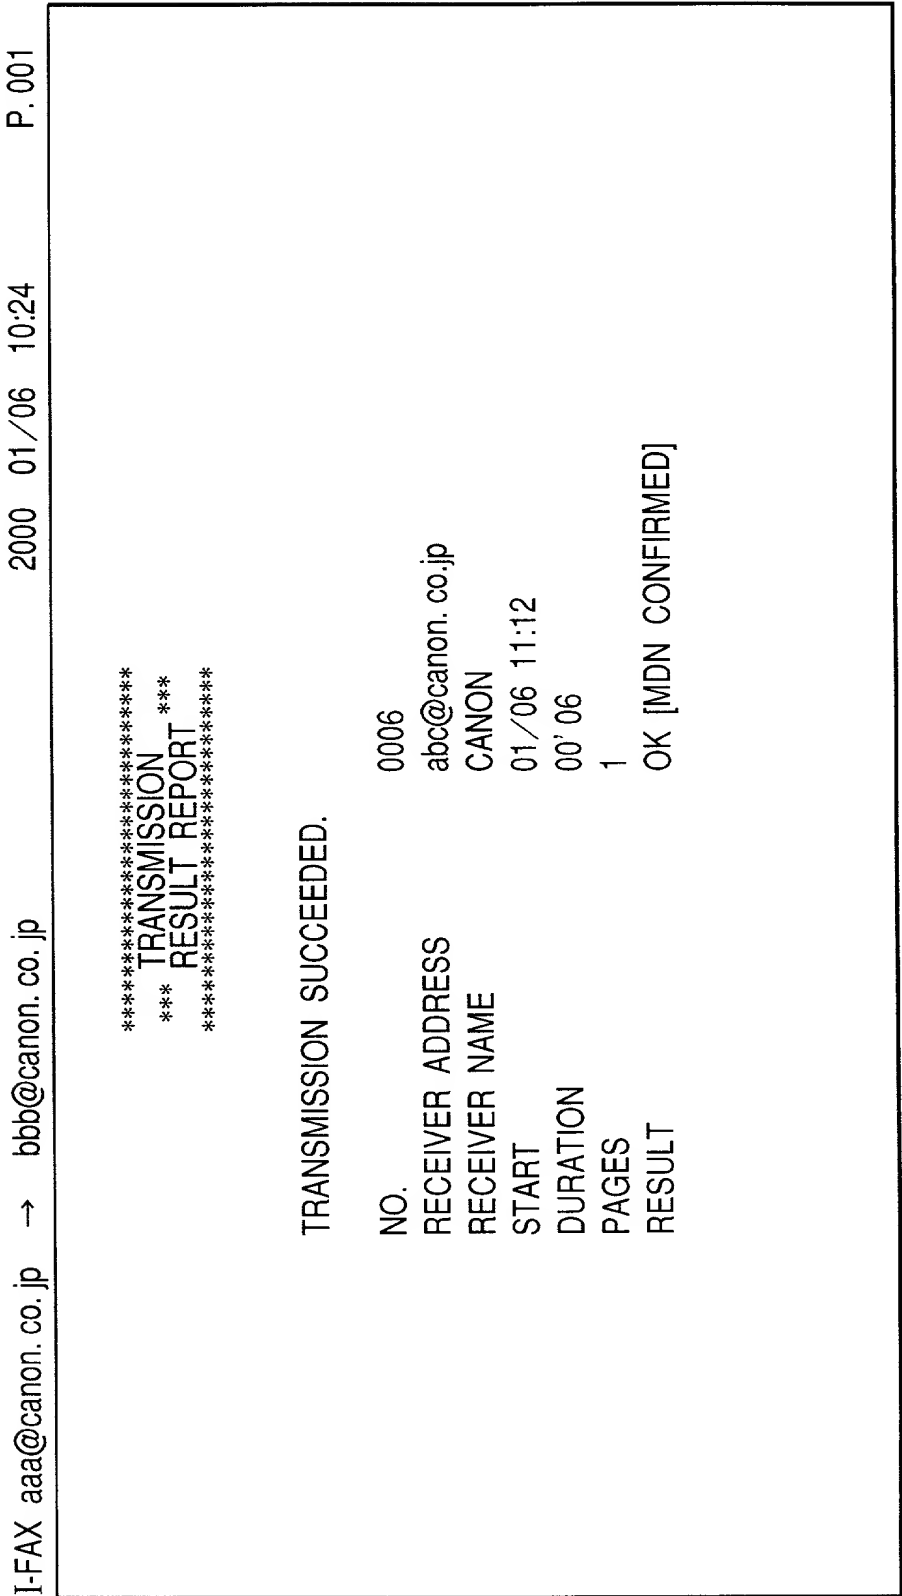 I-FAX aaa@canon. co. jp → bbb@canon. co. jp 2000 01/06 10:24 P. 001
******************************
*** TRANSMISSION ***
RESULT REPORT
******************************
TRANSMISSION SUCCEEDED.
NO. 0006
RECEIVER ADDRESS abc@canon. co.jp
RECEIVER NAME CANON
START 01/06 11:12
DURATION 00' 06
PAGES 1
RESULT OK [MDN CONFIRMED]